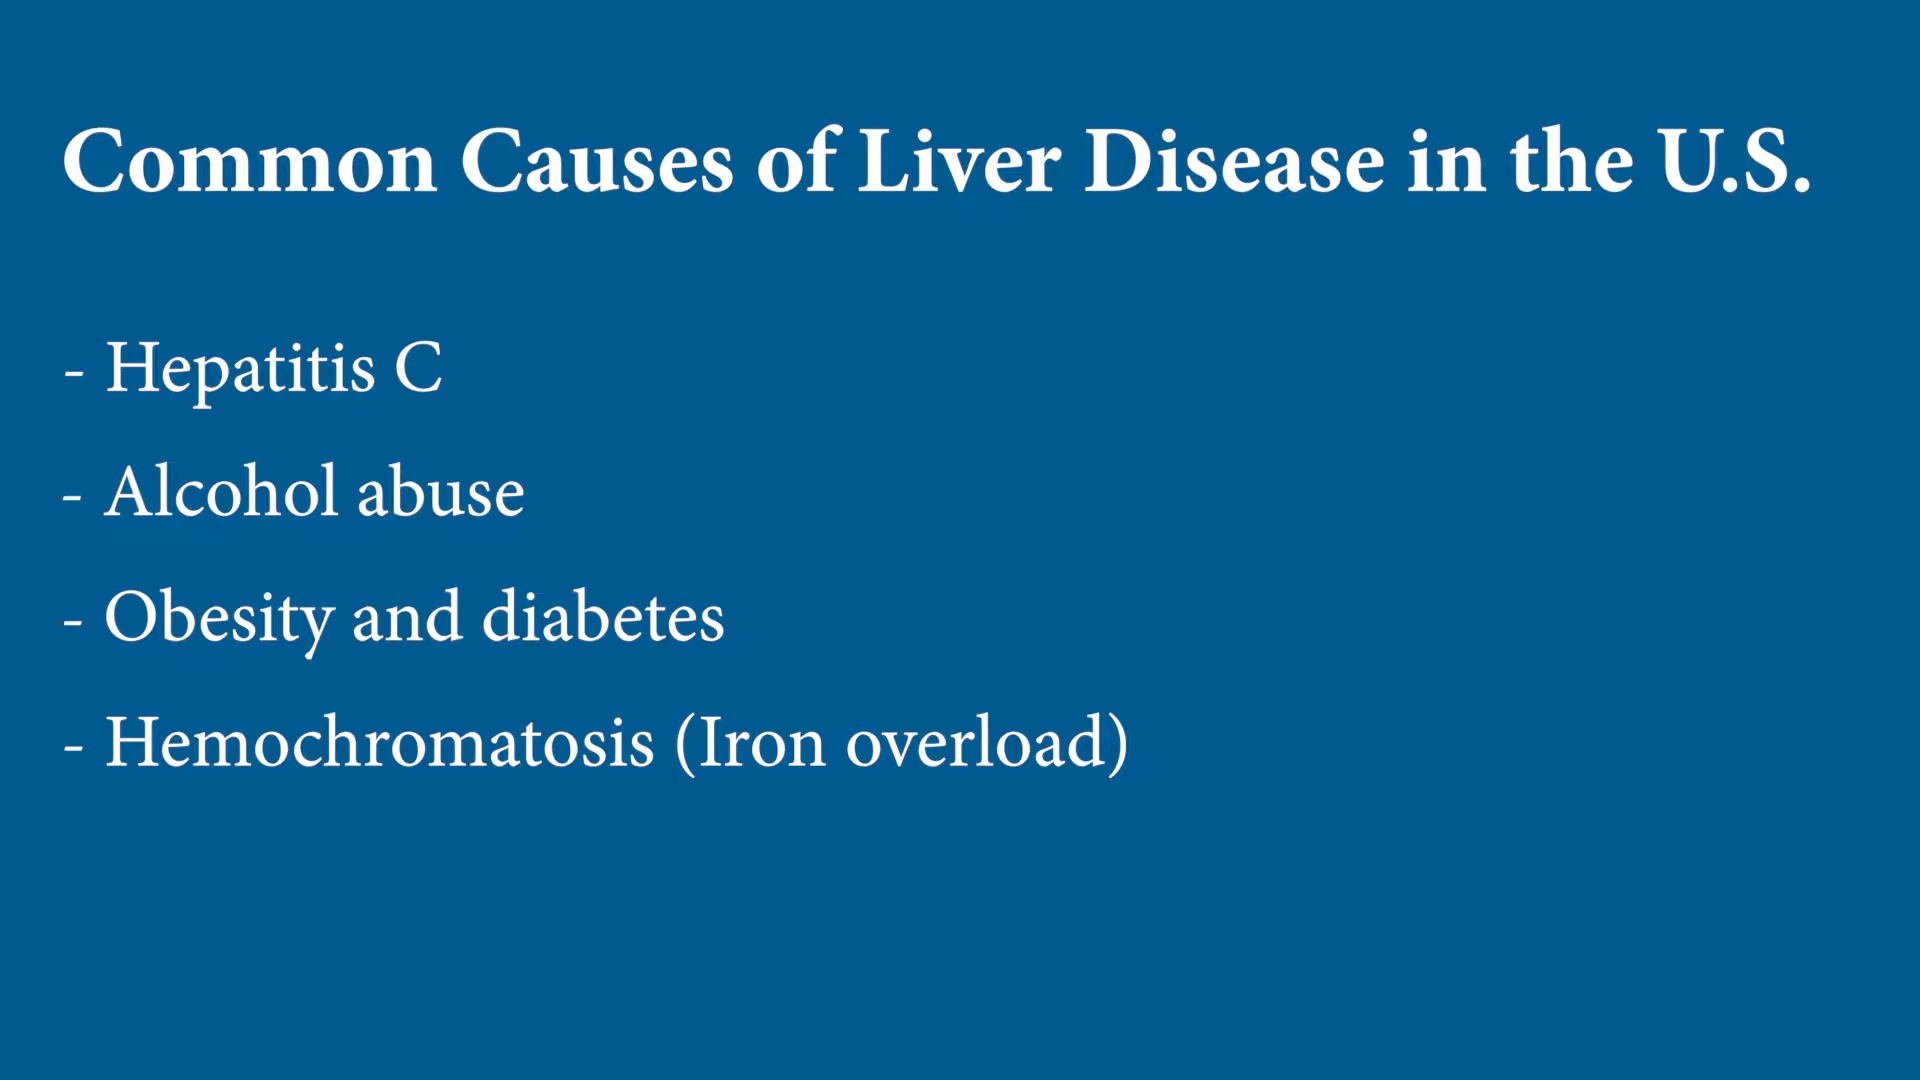 Common Causes of Liver Disease in the U.S.
- Hepatitis C
- Alcohol abuse
- Obesity and diabetes
- Hemochromatosis (Iron overload)